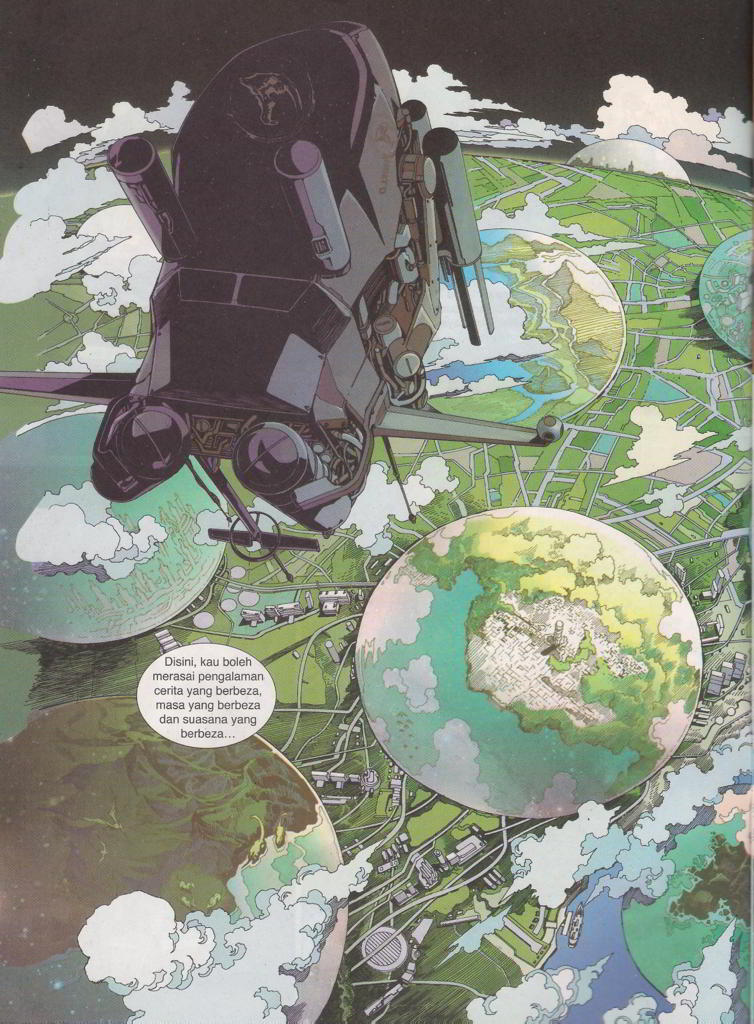 Disini, kau boleh
merasai pengalaman
cerita yang berbeza,
masa yang berbeza
dan suasana yang
berbeza...